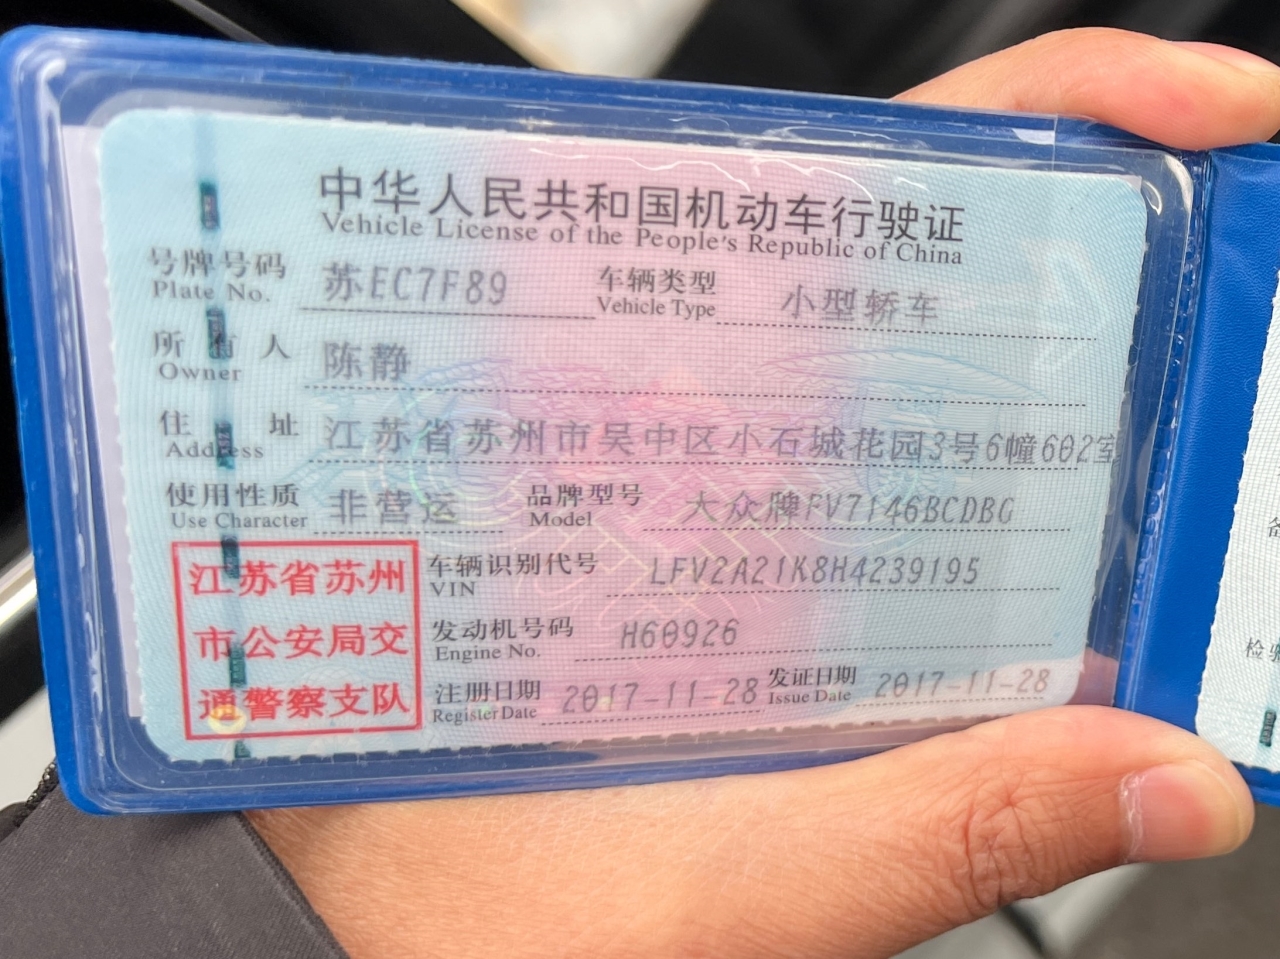 中华人民共和国机动车行驶证
Vehicle License of the People's Republic of China
号牌号码 苏EC7F89 车辆类型 小型轿车
Plate No. Vehicle Type
所有人 陈静
Owner
住址 江苏省苏州市吴中区小石城花园3号6幢602室
Address
使用性质 非营运 品牌型号 大众牌FV7146BCDBG
Use Character Model
江苏省苏州
市公安局交
通警察支队
车辆识别代号 LFV2A21K8H4239195
VIN
发动机号码 H60926
Engine No.
注册日期 2017-11-28 发证日期 2017-11-28
Register Date Issue Date
检验